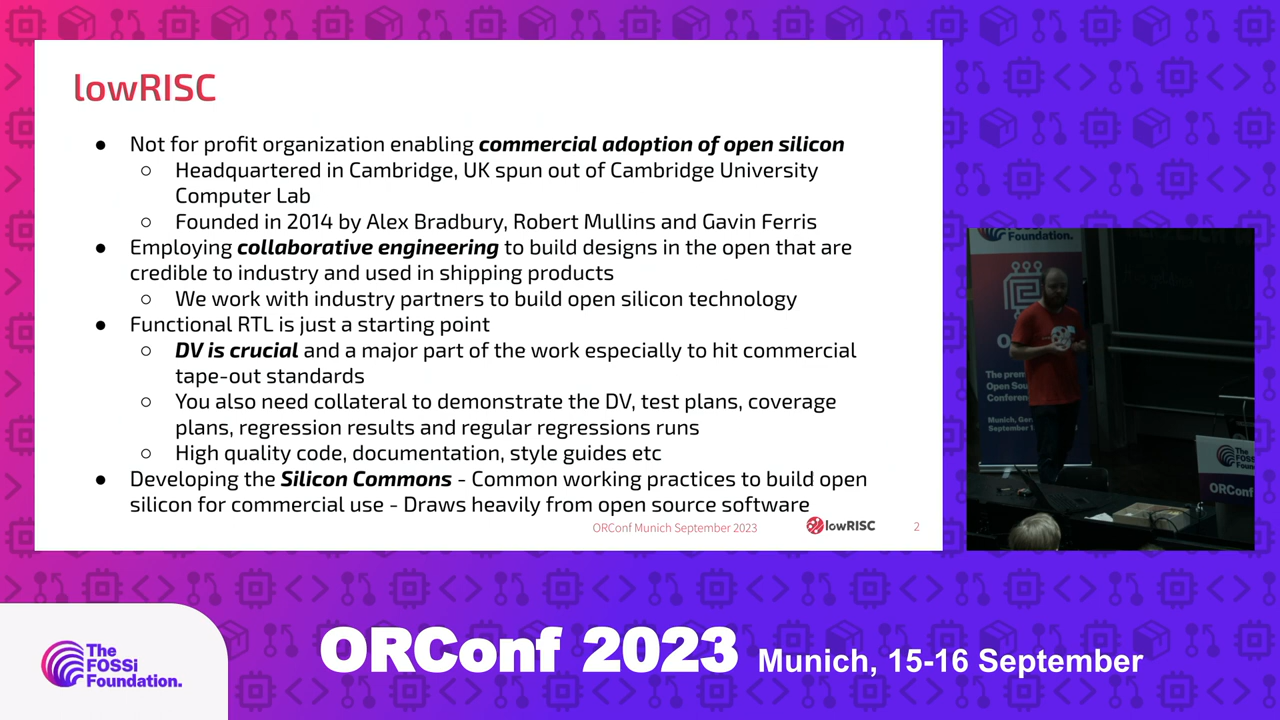 lowRISC
● Not for profit organization enabling commercial adoption of open silicon
○ Headquartered in Cambridge, UK spun out of Cambridge University
Computer Lab
○ Founded in 2014 by Alex Bradbury, Robert Mullins and Gavin Ferris
● Employing collaborative engineering to build designs in the open that are
credible to industry and used in shipping products
○ We work with industry partners to build open silicon technology
● Functional RTL is just a starting point
○ DV is crucial and a major part of the work especially to hit commercial
tape-out standards
○ You also need collateral to demonstrate the DV, test plans, coverage
plans, regression results and regular regressions runs
○ High quality code, documentation, style guides etc
● Developing the Silicon Commons - Common working practices to build open
silicon for commercial use - Draws heavily from open source software
ORConf Munich September 2023
lowRISC
2
Foundation.
The
Open
Munich,
September
The
FOSSi
ORConf
The
FOSSi
Foundation.
ORConf 2023 Munich, 15-16 September